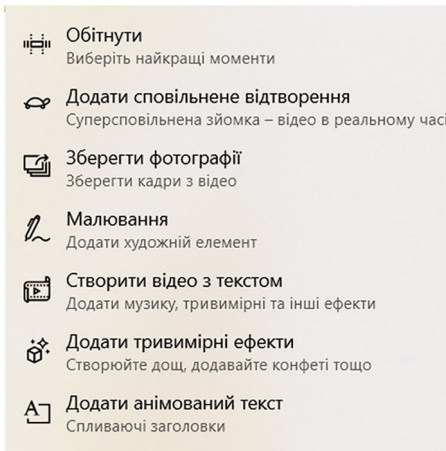 Обітнути
Виберіть найкращі моменти
Додати сповільнене відтворення
Суперсповільнена зйомка – відео в реальному часі
Зберегти фотографії
Зберегти кадри з відео
Малювання
Додати художній елемент
Створити відео з текстом
Додати музику, тривимірні та інші ефекти
Додати тривимірні ефекти
Створюйте дощ, додавайте конфеті тощо
Додати анімований текст
Спливаючі заголовки